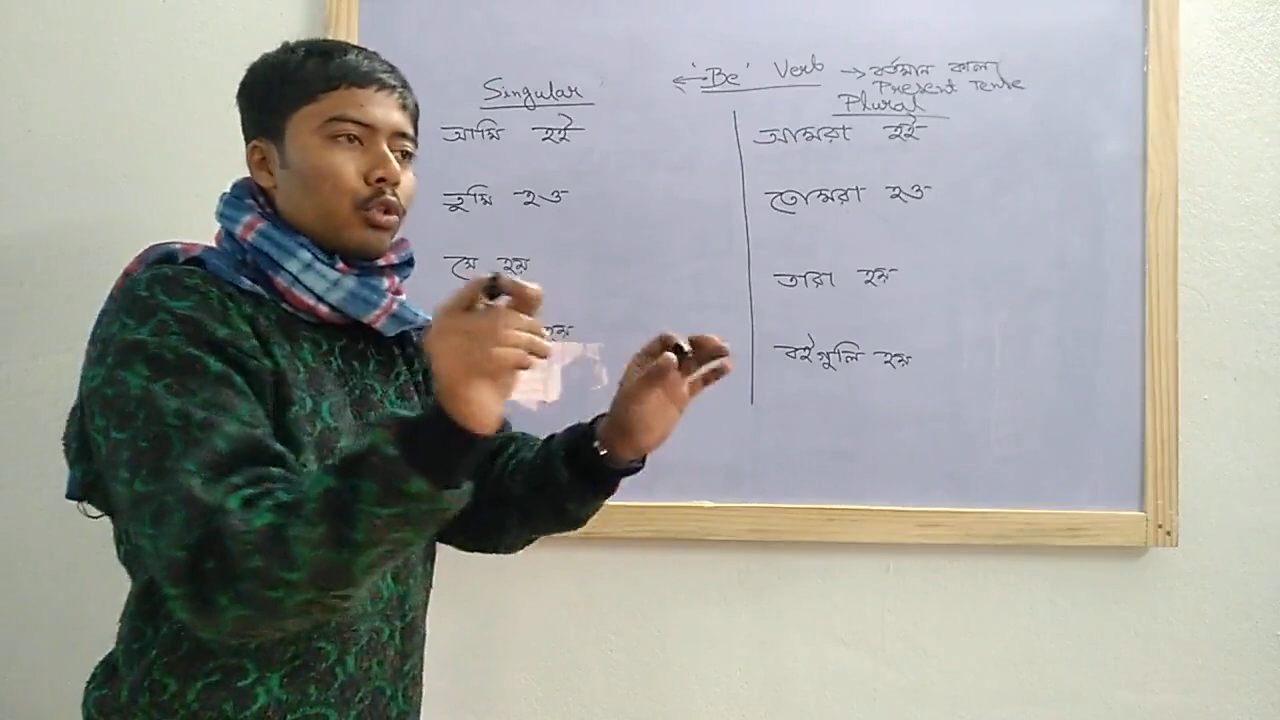 'Be' Verb → বর্তমান কাল
Present Tense
Singular
আমি হই
তুমি হও
সে হয়
হয়
Plural
আমরা হই
তোমরা হও
তারা হয়
বইগুলি হয়